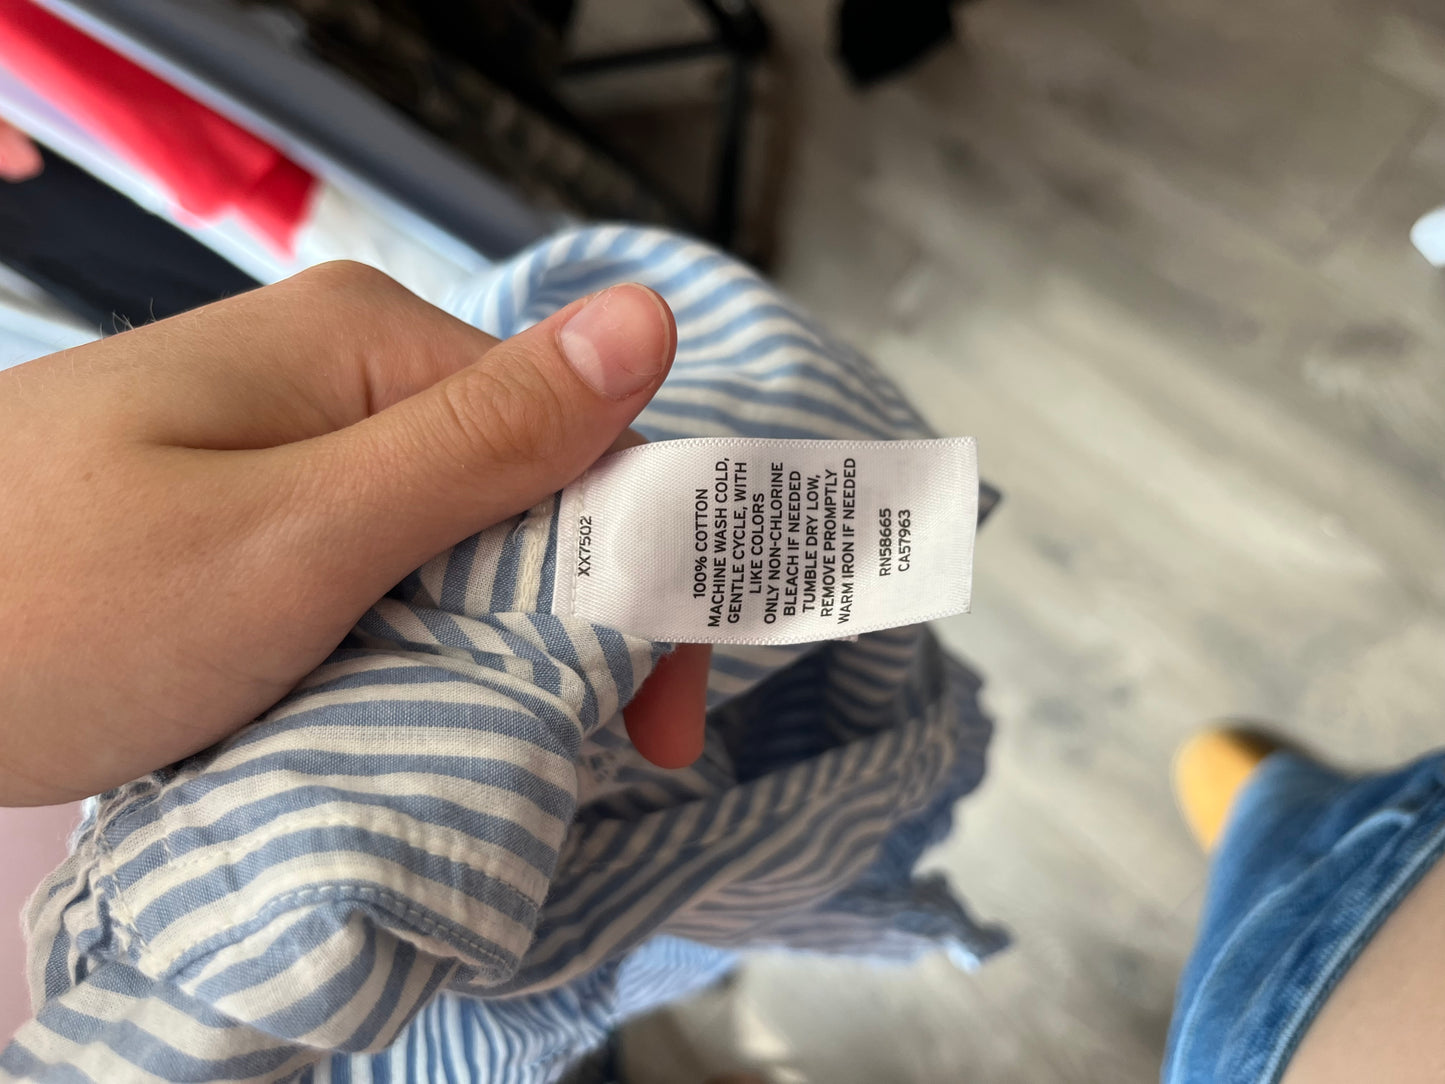 XX7502
100% COTTON
MACHINE WASH COLD,
GENTLE CYCLE, WITH
LIKE COLORS
ONLY NON-CHLORINE
BLEACH IF NEEDED
TUMBLE DRY LOW,
REMOVE PROMPTLY
WARM IRON IF NEEDED
RN58665
CA57963